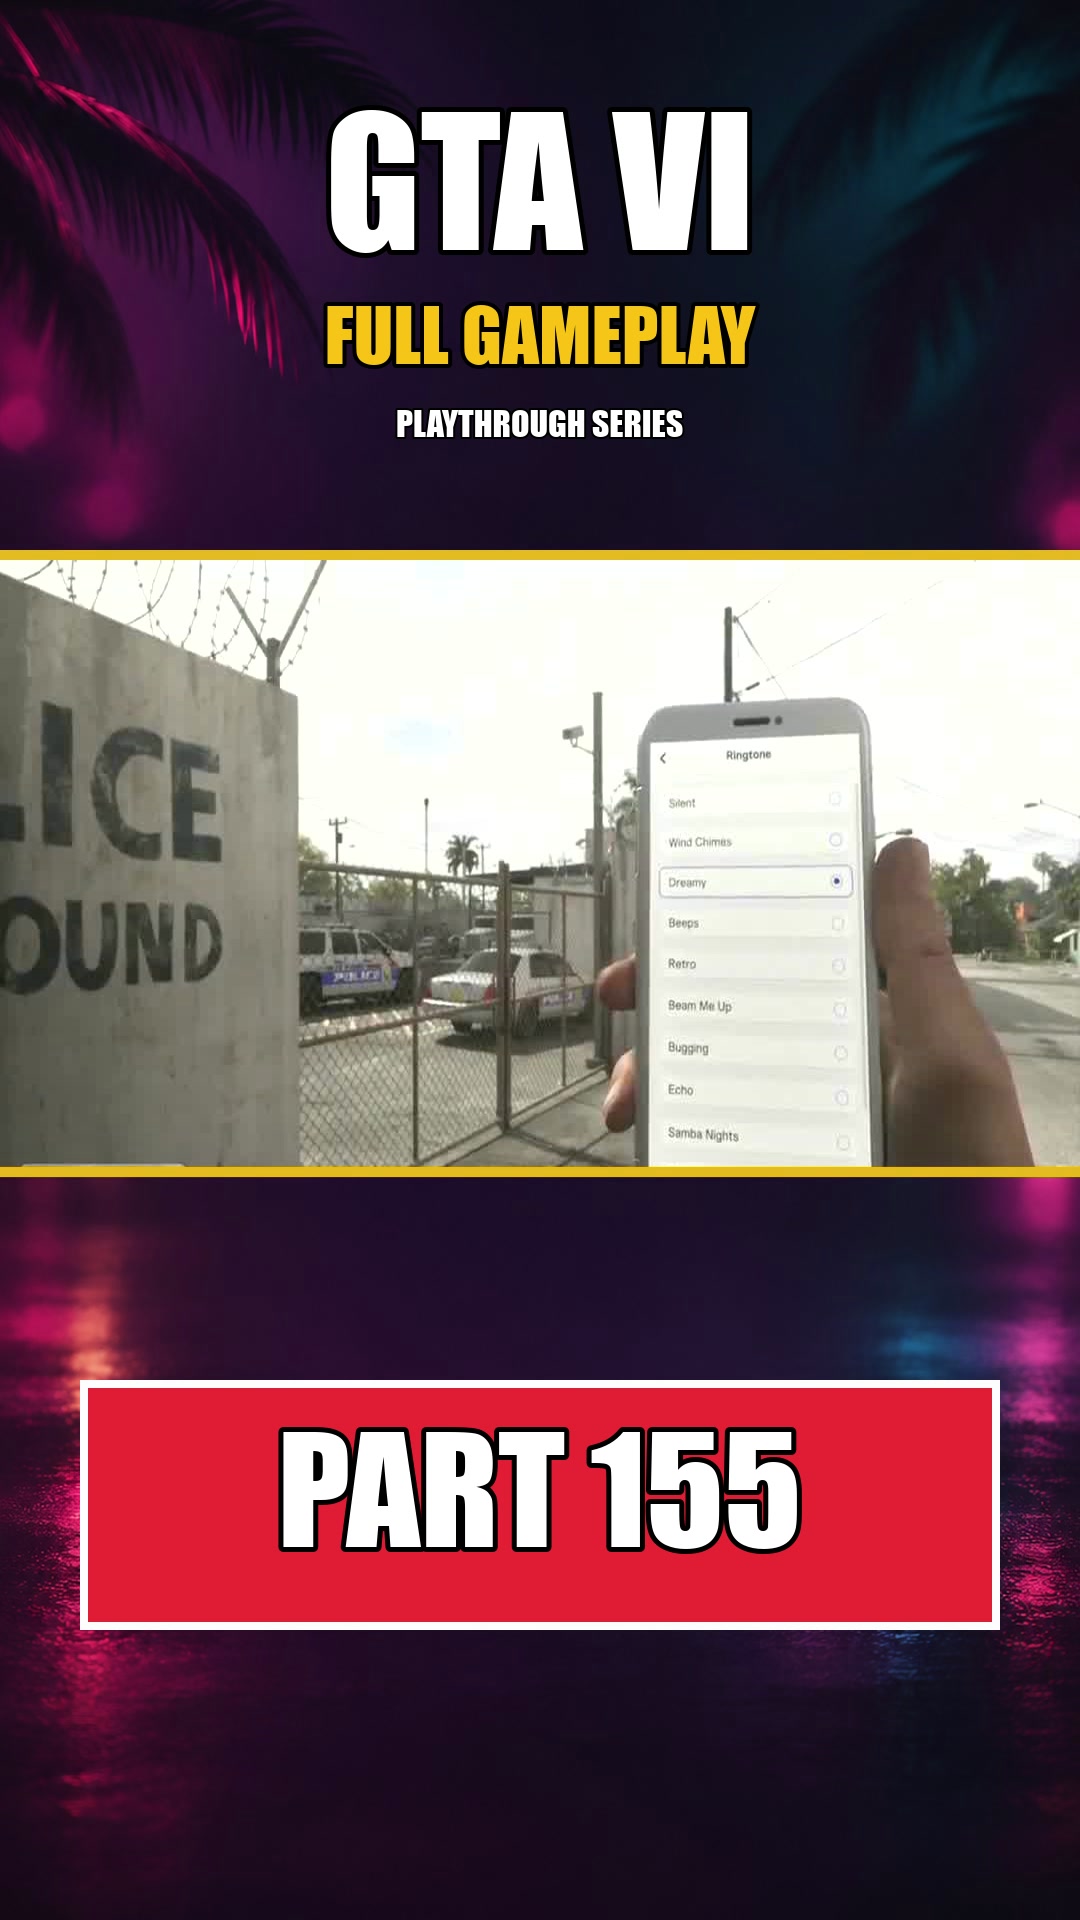 GTA VI
FULL GAMEPLAY
PLAYTHROUGH SERIES
LICE
OUND
POLICE
Ringtone
Silent
Wind Chimes
Dreamy
Beeps
Retro
Beam Me Up
Bugging
Echo
Samba Nights
PART 155